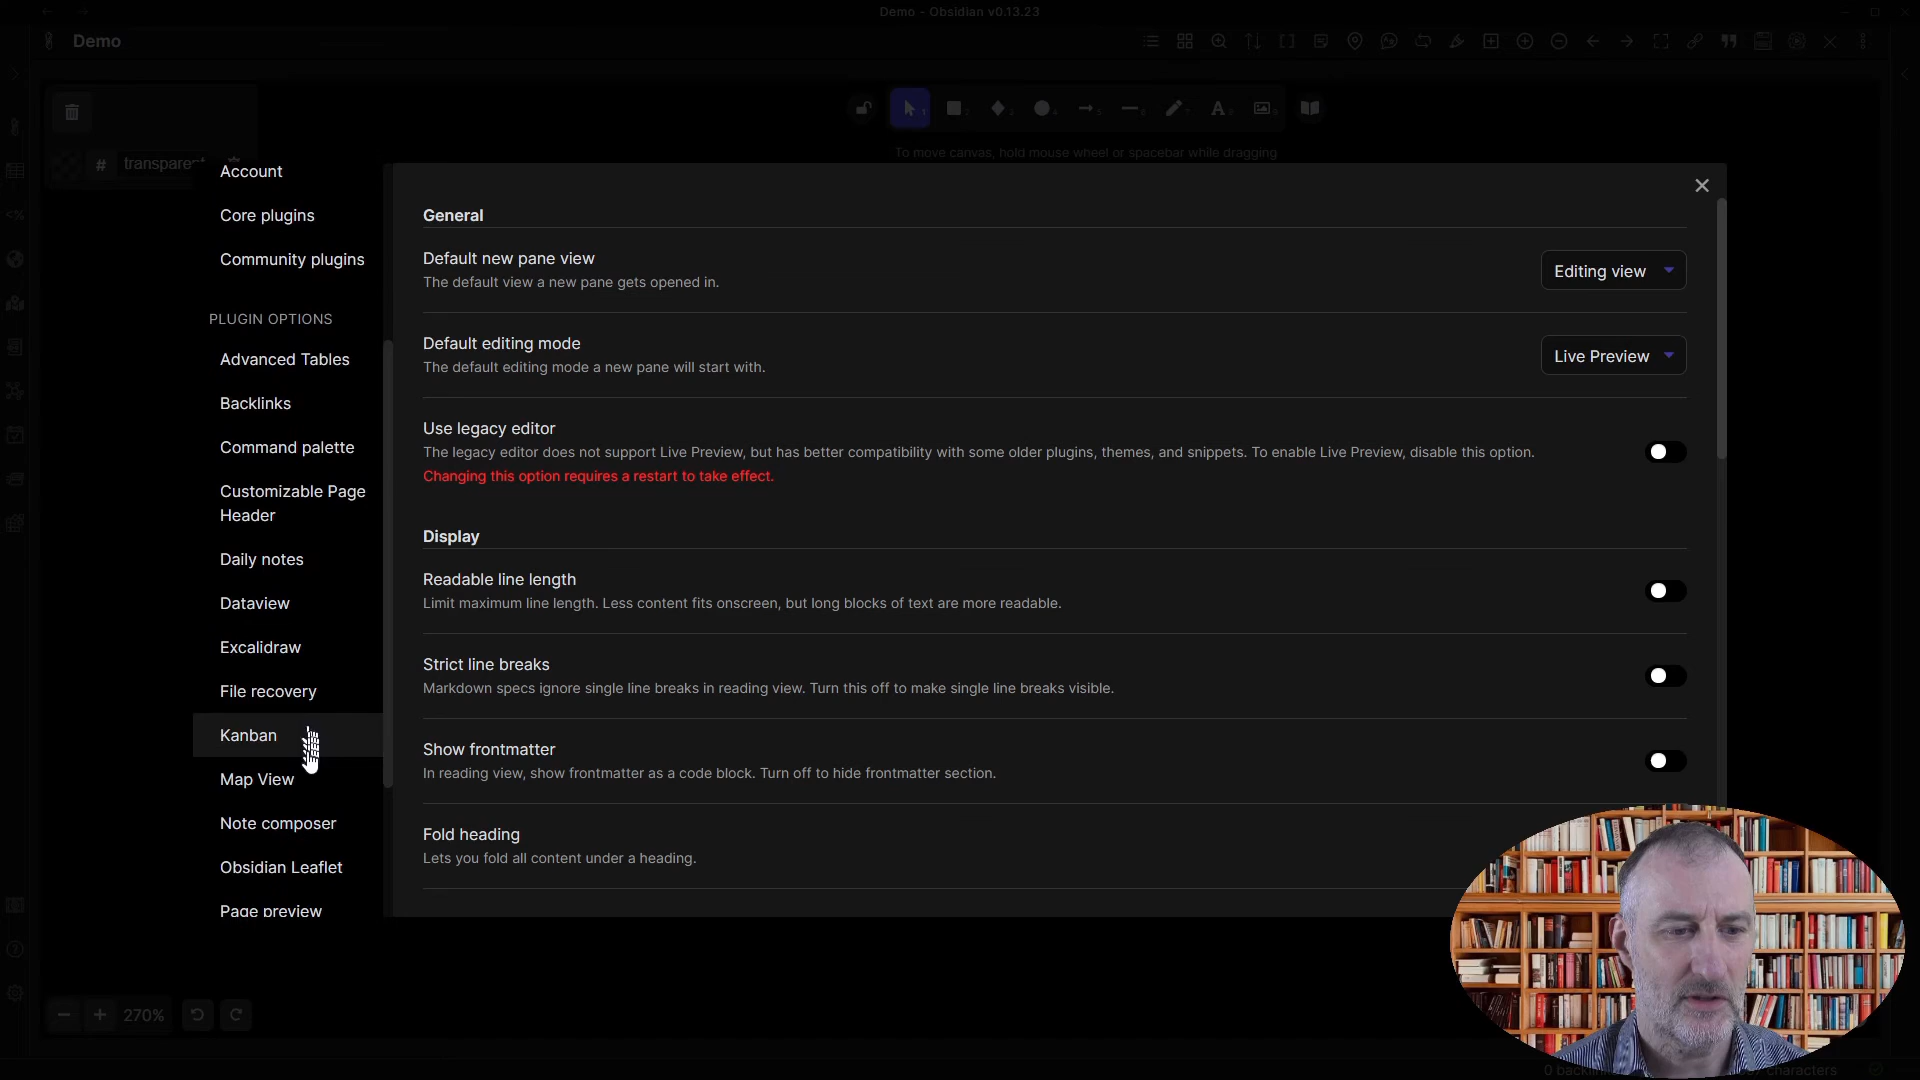 Demo - Obsidian v0.13.23
Demo
# transparent
To move canvas, hold mouse wheel or spacebar while dragging
Account
Core plugins
Community plugins
PLUGIN OPTIONS
Advanced Tables
Backlinks
Command palette
Customizable Page
Header
Daily notes
Dataview
Excalidraw
File recovery
Kanban
Map View
Note composer
Obsidian Leaflet
Page preview
General
Default new pane view
The default view a new pane gets opened in.
Editing view
Default editing mode
The default editing mode a new pane will start with.
Live Preview
Use legacy editor
The legacy editor does not support Live Preview, but has better compatibility with some older plugins, themes, and snippets. To enable Live Preview, disable this option.
Changing this option requires a restart to take effect.
Display
Readable line length
Limit maximum line length. Less content fits onscreen, but long blocks of text are more readable.
Strict line breaks
Markdown specs ignore single line breaks in reading view. Turn this off to make single line breaks visible.
Show frontmatter
In reading view, show frontmatter as a code block. Turn off to hide frontmatter section.
Fold heading
Lets you fold all content under a heading.
270%
characters